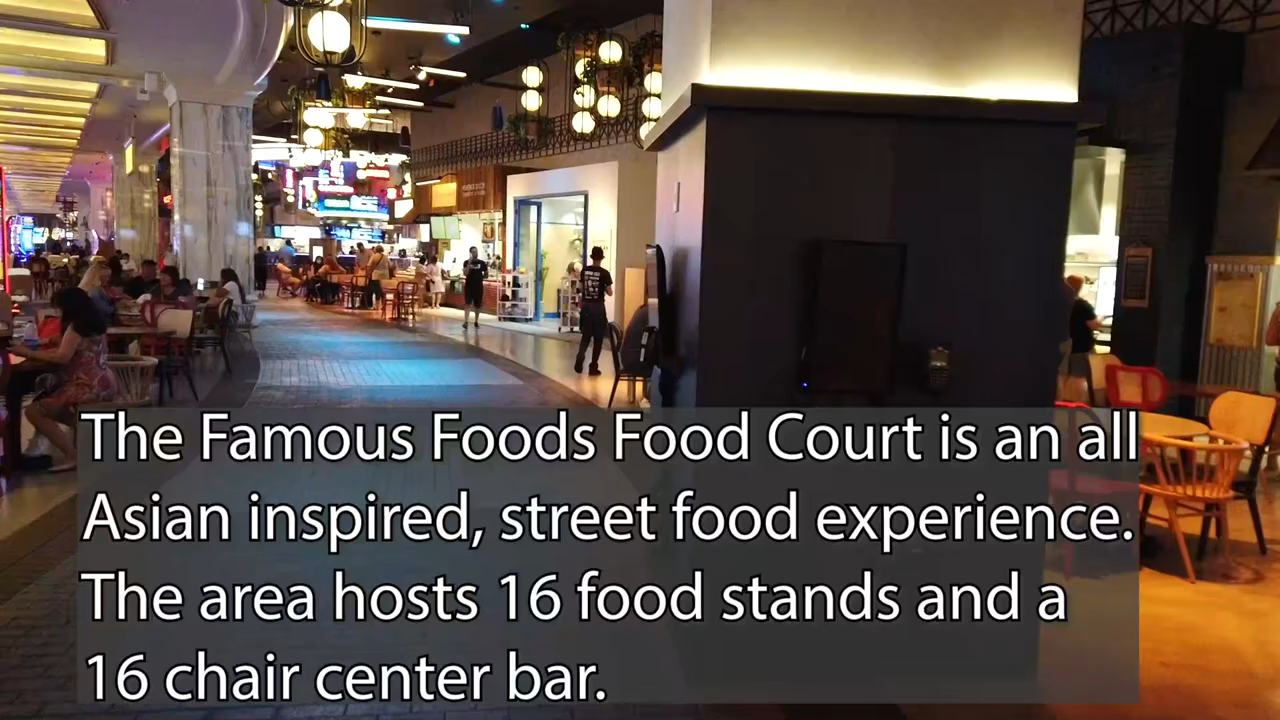 The Famous Foods Food Court is an all
Asian inspired, street food experience.
The area hosts 16 food stands and a
16 chair center bar.